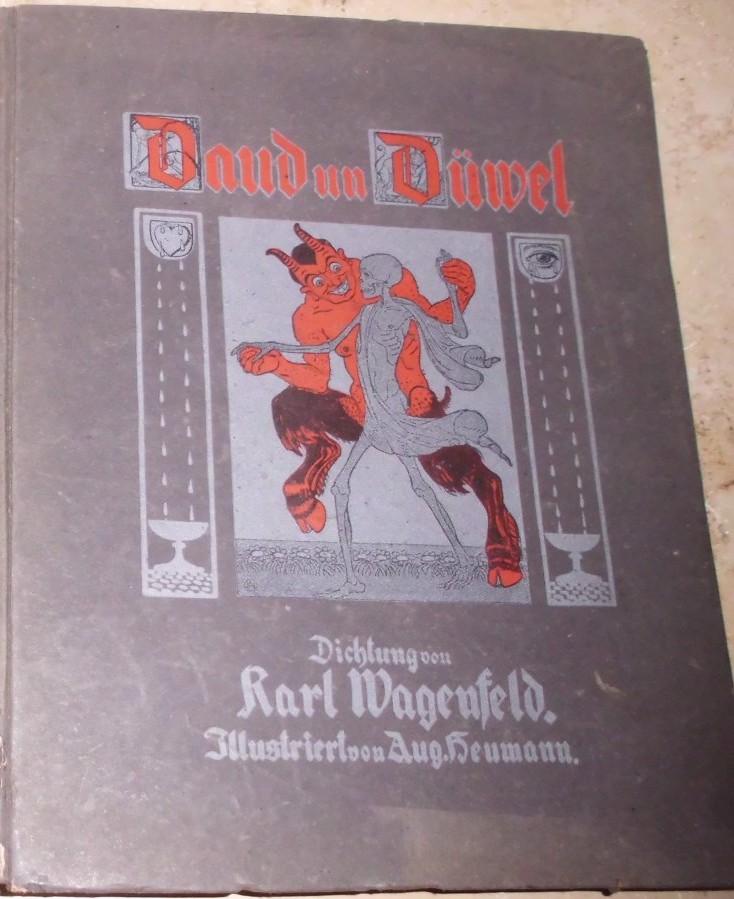 Daud un Düwel
Dichtung von
Karl Wagenfeld.
Illustriert von Aug. Heumann.